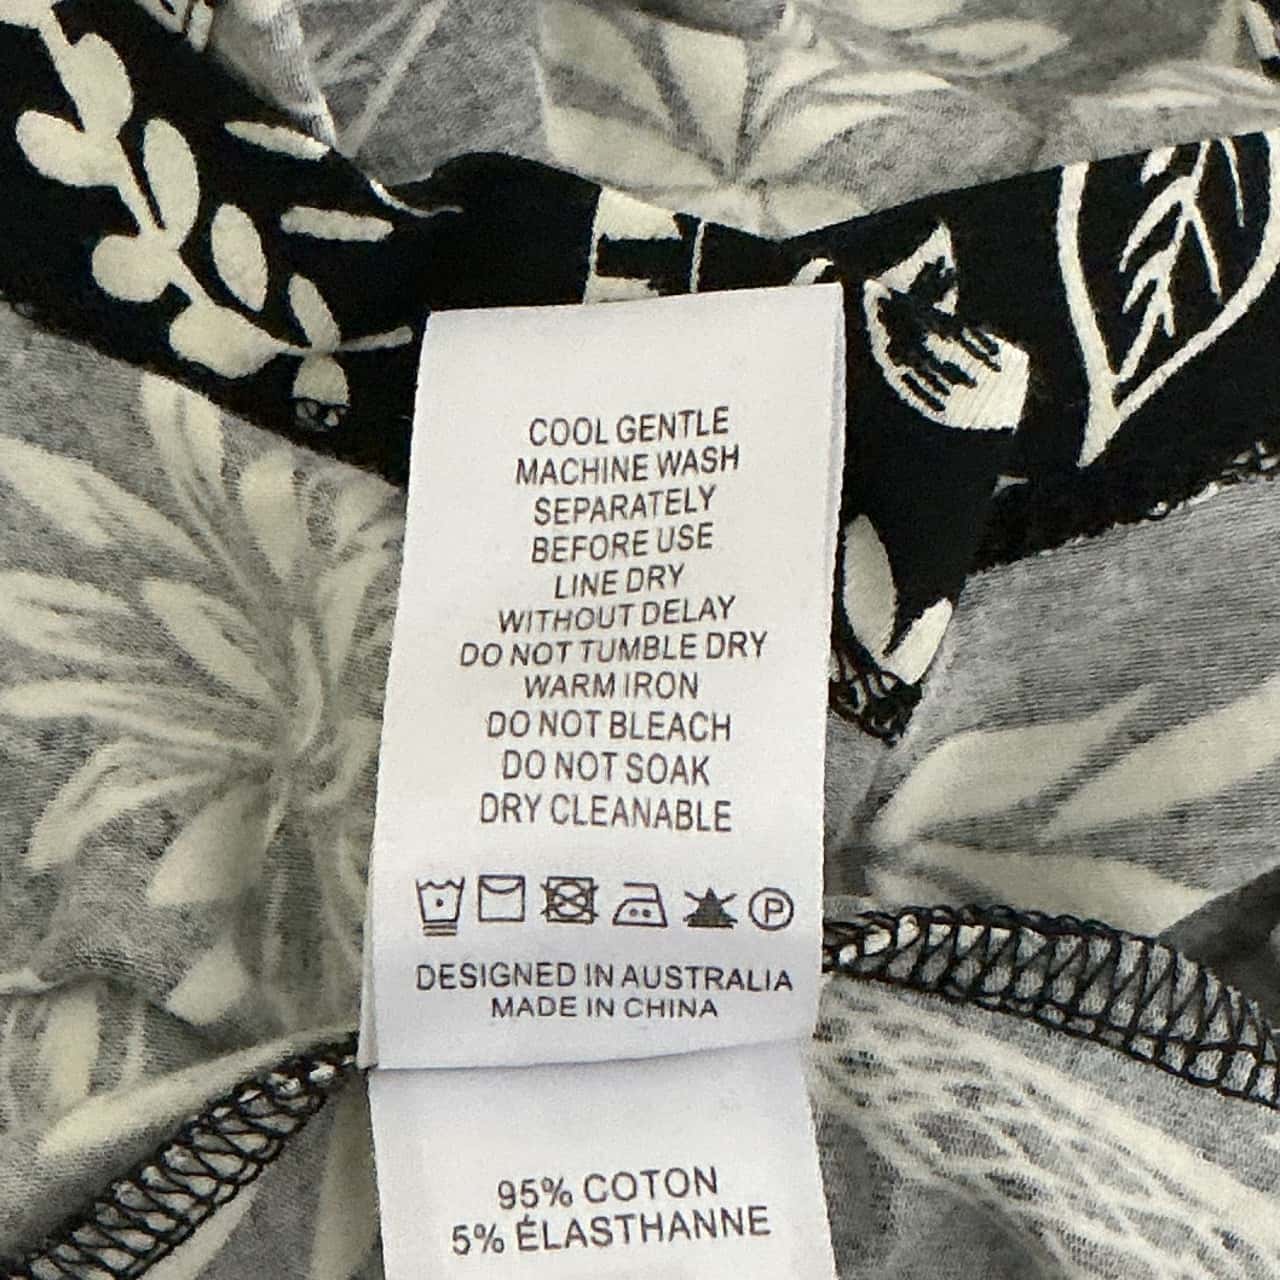 COOL GENTLE
MACHINE WASH
SEPARATELY
BEFORE USE
LINE DRY
WITHOUT DELAY
DO NOT TUMBLE DRY
WARM IRON
DO NOT BLEACH
DO NOT SOAK
DRY CLEANABLE
P
DESIGNED IN AUSTRALIA
MADE IN CHINA
95% COTON
5% ÉLASTHANNE